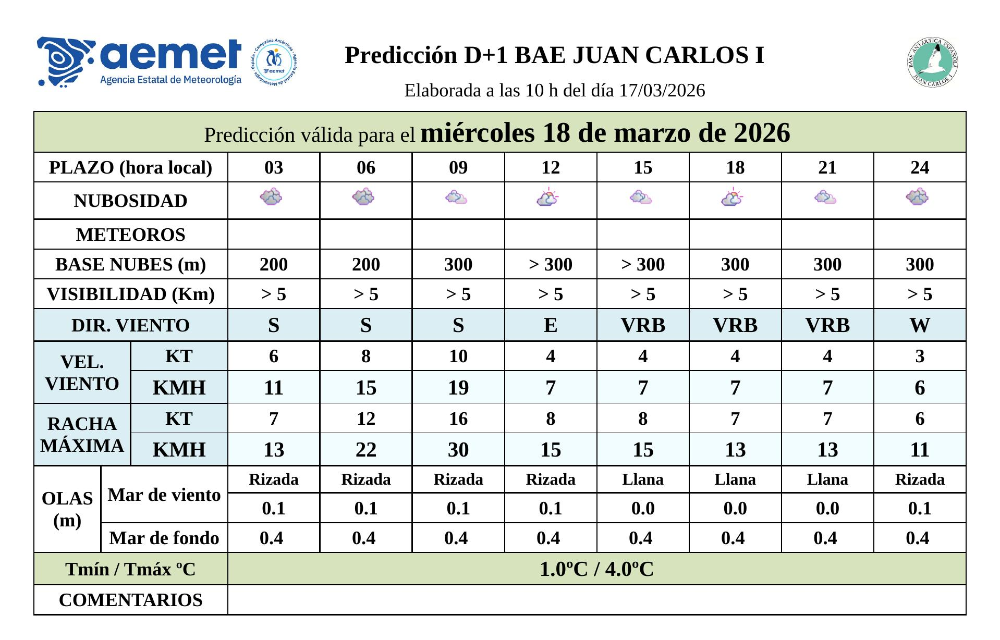 aemet
Agencia Estatal de Meteorología
Campañas Antárticas · Agencia Estatal de Meteorología · España ·
aemet
Predicción D+1 BAE JUAN CARLOS I
Elaborada a las 10 h del día 17/03/2026
BASE ANTÁRTICA ESPAÑOLA
JUAN CARLOS I
Predicción válida para el miércoles 18 de marzo de 2026
PLAZO (hora local) 03 06 09 12 15 18 21 24
NUBOSIDAD
METEOROS
BASE NUBES (m) 200 200 300 > 300 > 300 300 300 300
VISIBILIDAD (Km) > 5 > 5 > 5 > 5 > 5 > 5 > 5 > 5
DIR. VIENTO S S S E VRB VRB VRB W
VEL.
VIENTO
KT 6 8 10 4 4 4 4 3
KMH 11 15 19 7 7 7 7 6
RACHA
MÁXIMA
KT 7 12 16 8 8 7 7 6
KMH 13 22 30 15 15 13 13 11
OLAS
(m)
Mar de viento
Rizada Rizada Rizada Rizada Llana Llana Llana Rizada
0.1 0.1 0.1 0.1 0.0 0.0 0.0 0.1
Mar de fondo 0.4 0.4 0.4 0.4 0.4 0.4 0.4 0.4
Tmín / Tmáx ºC 1.0ºC / 4.0ºC
COMENTARIOS